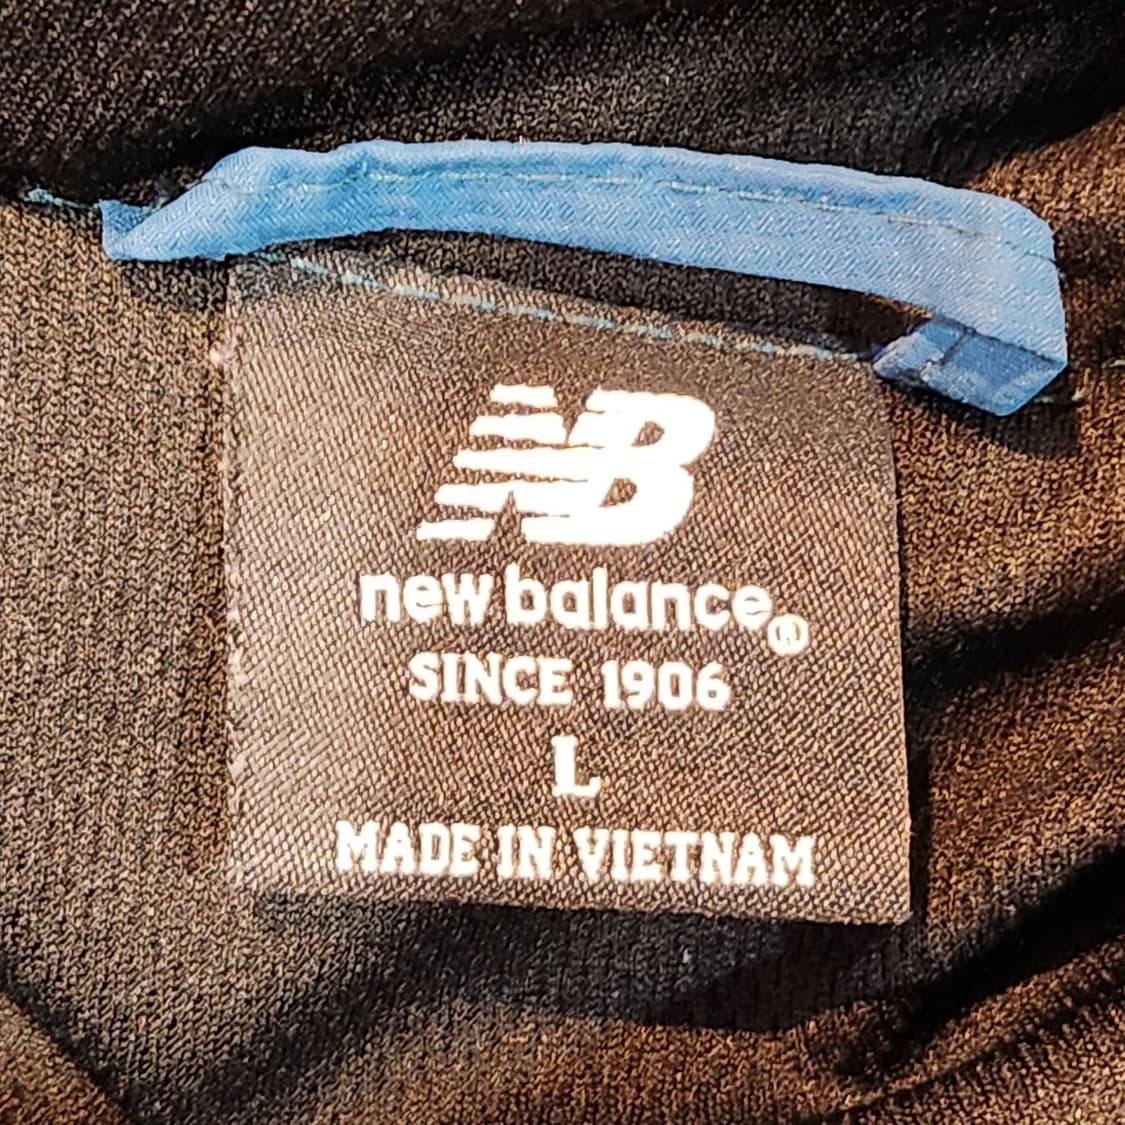 NB
new balance®
SINCE 1906
L
MADE IN VIETNAM